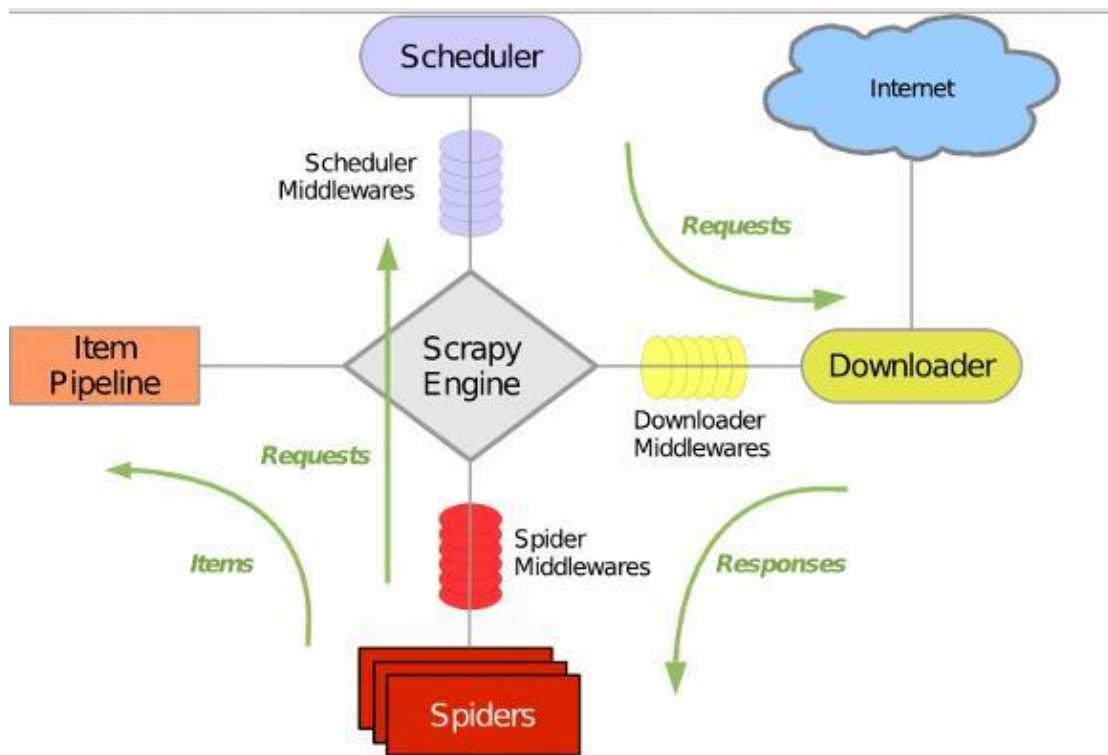 Scheduler
Internet
Scheduler
Middlewares
Requests
Item
Pipeline
Scrapy
Engine
Downloader
Downloader
Middlewares
Requests
Items
Spider
Middlewares
Responses
Spiders